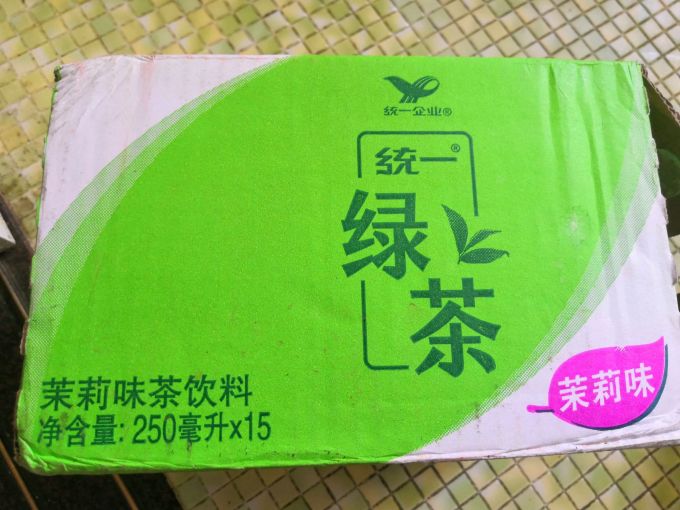 统一企业®
统一®
绿
茶
茉莉味
茉莉味茶饮料
净含量: 250毫升x15